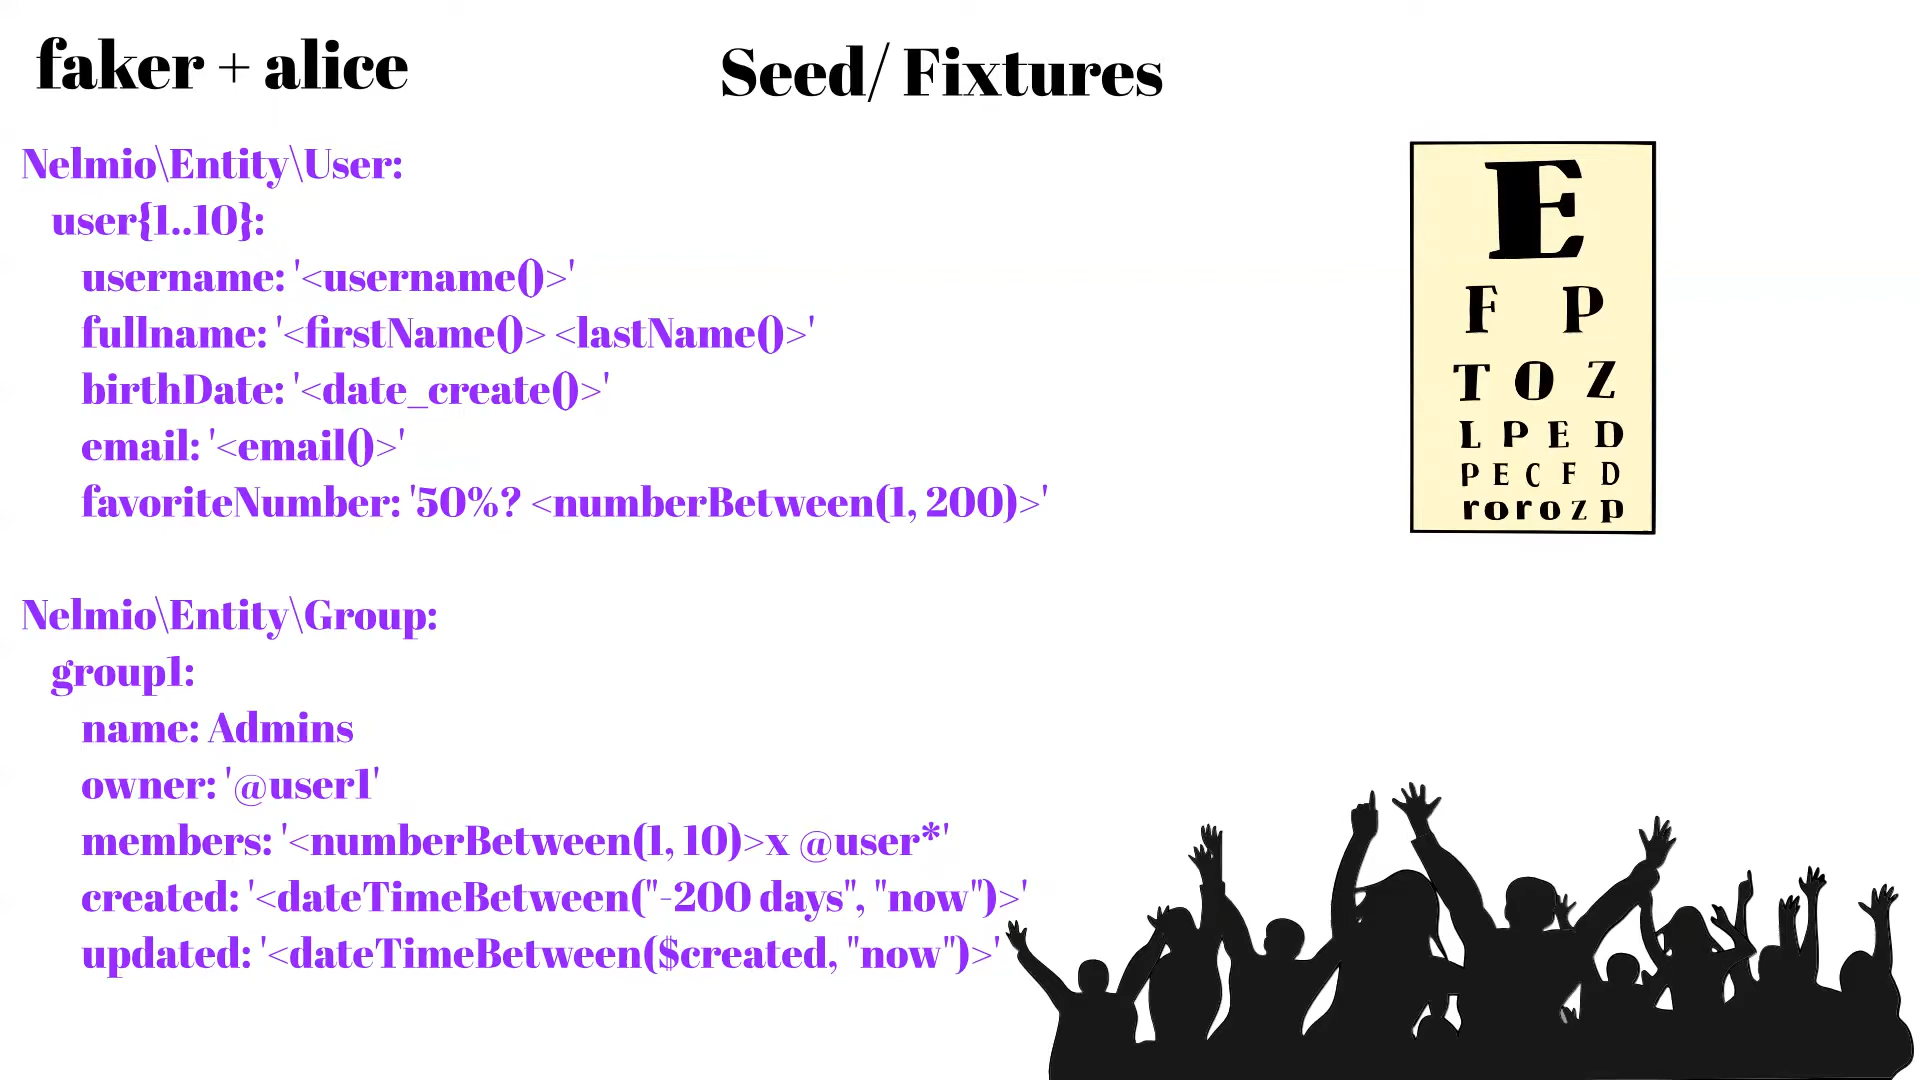 faker + alice
Seed/ Fixtures
Nelmio\Entity\User:
user{1..10}:
username: '<username()>'
fullname: '<firstName()> <lastName()>'
birthDate: '<date_create()>'
email: '<email()>'
favoriteNumber: '50%? <numberBetween(1, 200)>'
Nelmio\Entity\Group:
group1:
name: Admins
owner: '@user1'
members: '<numberBetween(1, 10)>x @user*'
created: '<dateTimeBetween("-200 days", "now")>'
updated: '<dateTimeBetween($created, "now")>'
E
F P
T O Z
L P E D
P E C F D
r o r o z p